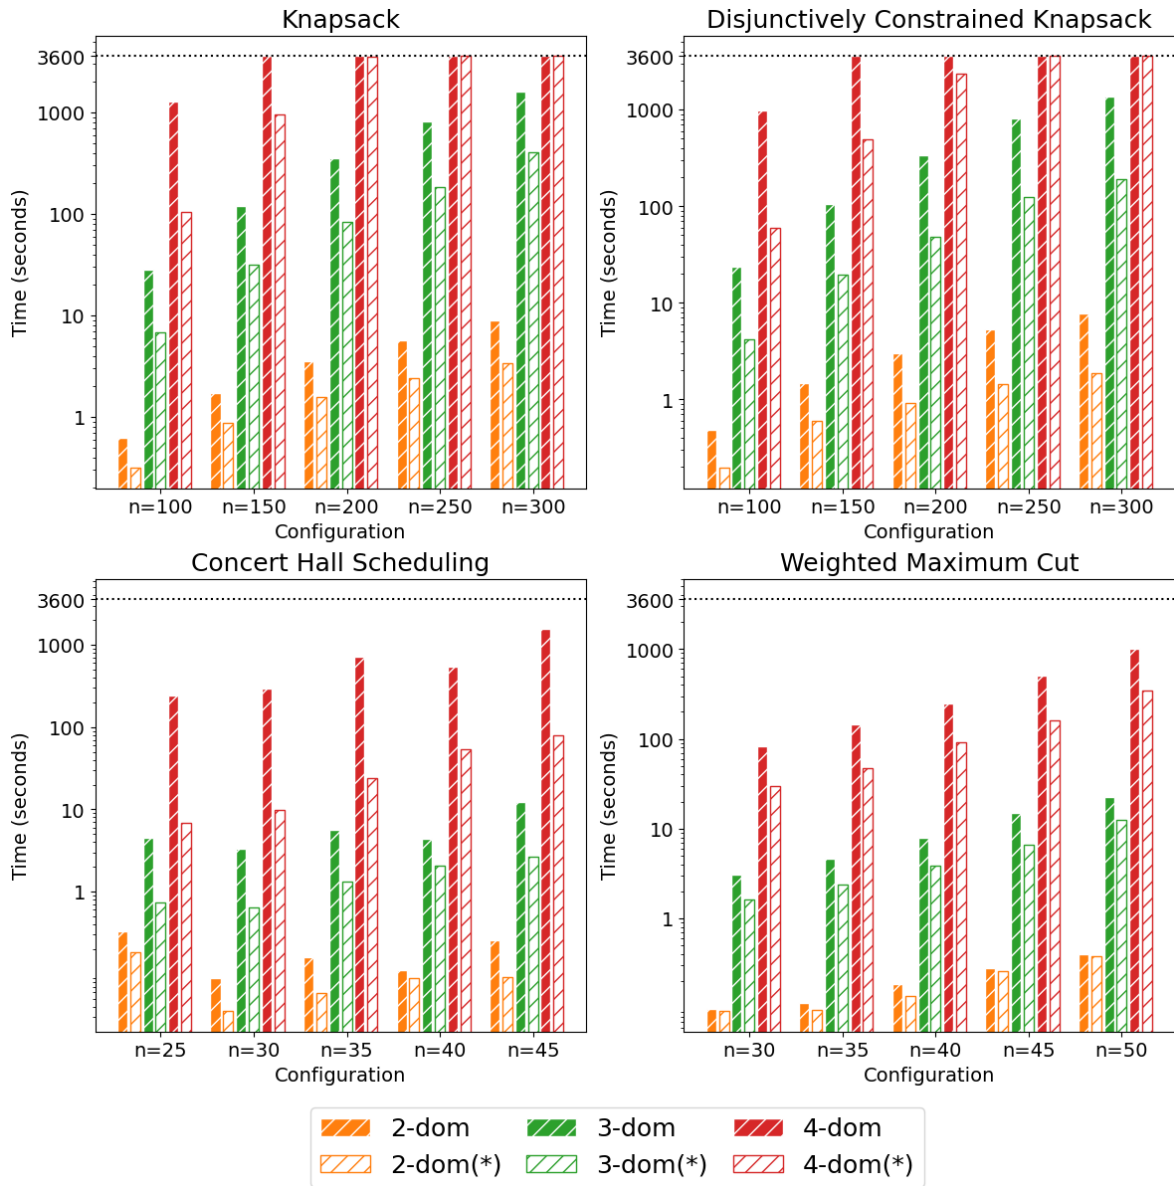 Knapsack
3600
1000
100
10
1
Time (seconds)
n=100 n=150 n=200 n=250 n=300
Configuration
Disjunctively Constrained Knapsack
3600
1000
100
10
1
Time (seconds)
n=100 n=150 n=200 n=250 n=300
Configuration
Concert Hall Scheduling
3600
1000
100
10
1
Time (seconds)
n=25 n=30 n=35 n=40 n=45
Configuration
Weighted Maximum Cut
3600
1000
100
10
1
Time (seconds)
n=30 n=35 n=40 n=45 n=50
Configuration
2-dom 3-dom 4-dom
2-dom(*) 3-dom(*) 4-dom(*)